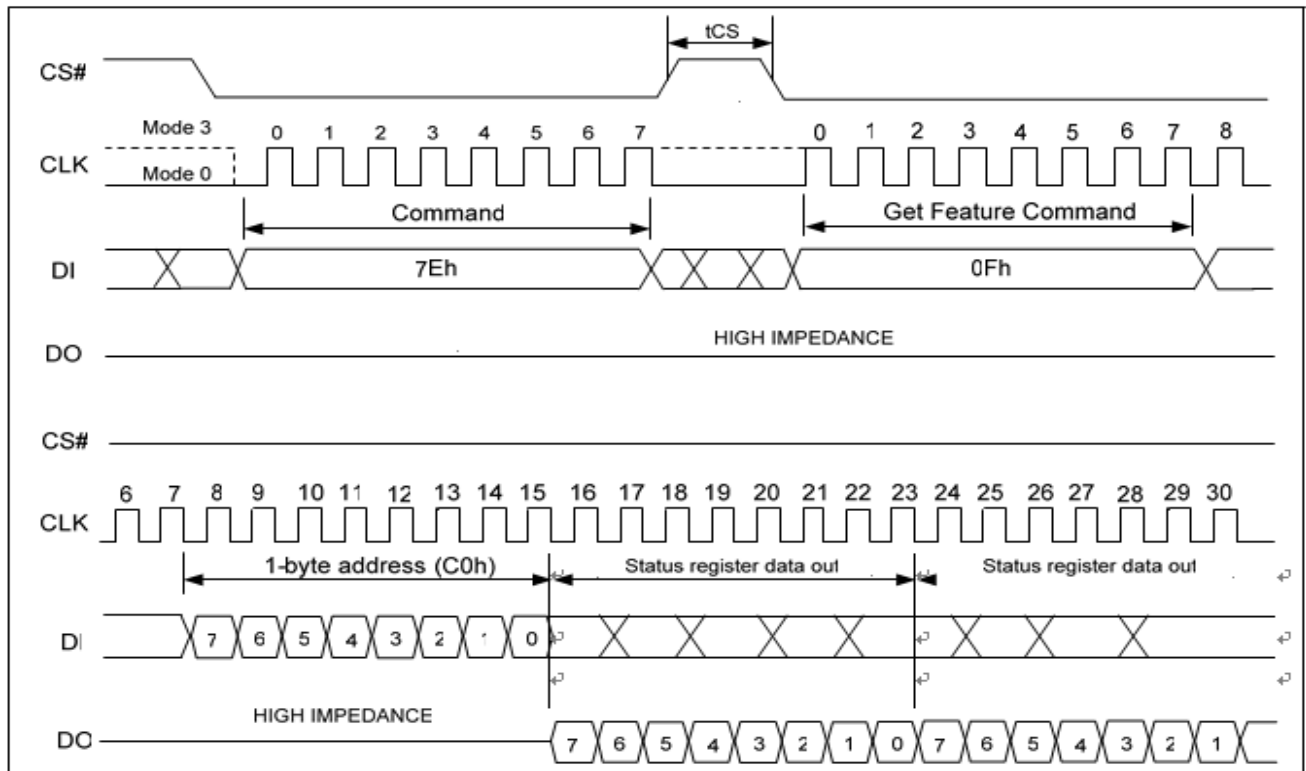 tCS
CS#
Mode 3
0 1 2 3 4 5 6 7
0 1 2 3 4 5 6 7 8
CLK
Mode 0
Command
Get Feature Command
DI
7Eh
0Fh
HIGH IMPEDANCE
DO
CS#
6 7 8 9 10 11 12 13 14 15 16 17 18 19 20 21 22 23 24 25 26 27 28 29 30
CLK
1-byte address (C0h)
Status register data out
Status register data out
DI
7 6 5 4 3 2 1 0
HIGH IMPEDANCE
DO
7 6 5 4 3 2 1 0 7 6 5 4 3 2 1